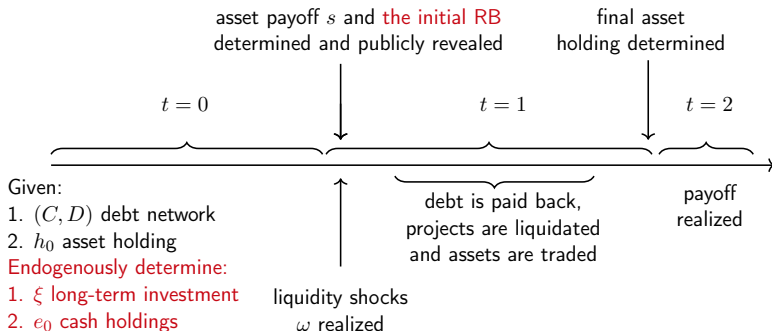 asset payoff s and the initial RB
determined and publicly revealed
final asset
holding determined
t = 0
t = 1
t = 2
Given:
1. (C, D) debt network
2. h₀ asset holding
Endogenously determine:
1. ξ long-term investment
2. e₀ cash holdings
liquidity shocks
ω realized
debt is paid back,
projects are liquidated
and assets are traded
payoff
realized